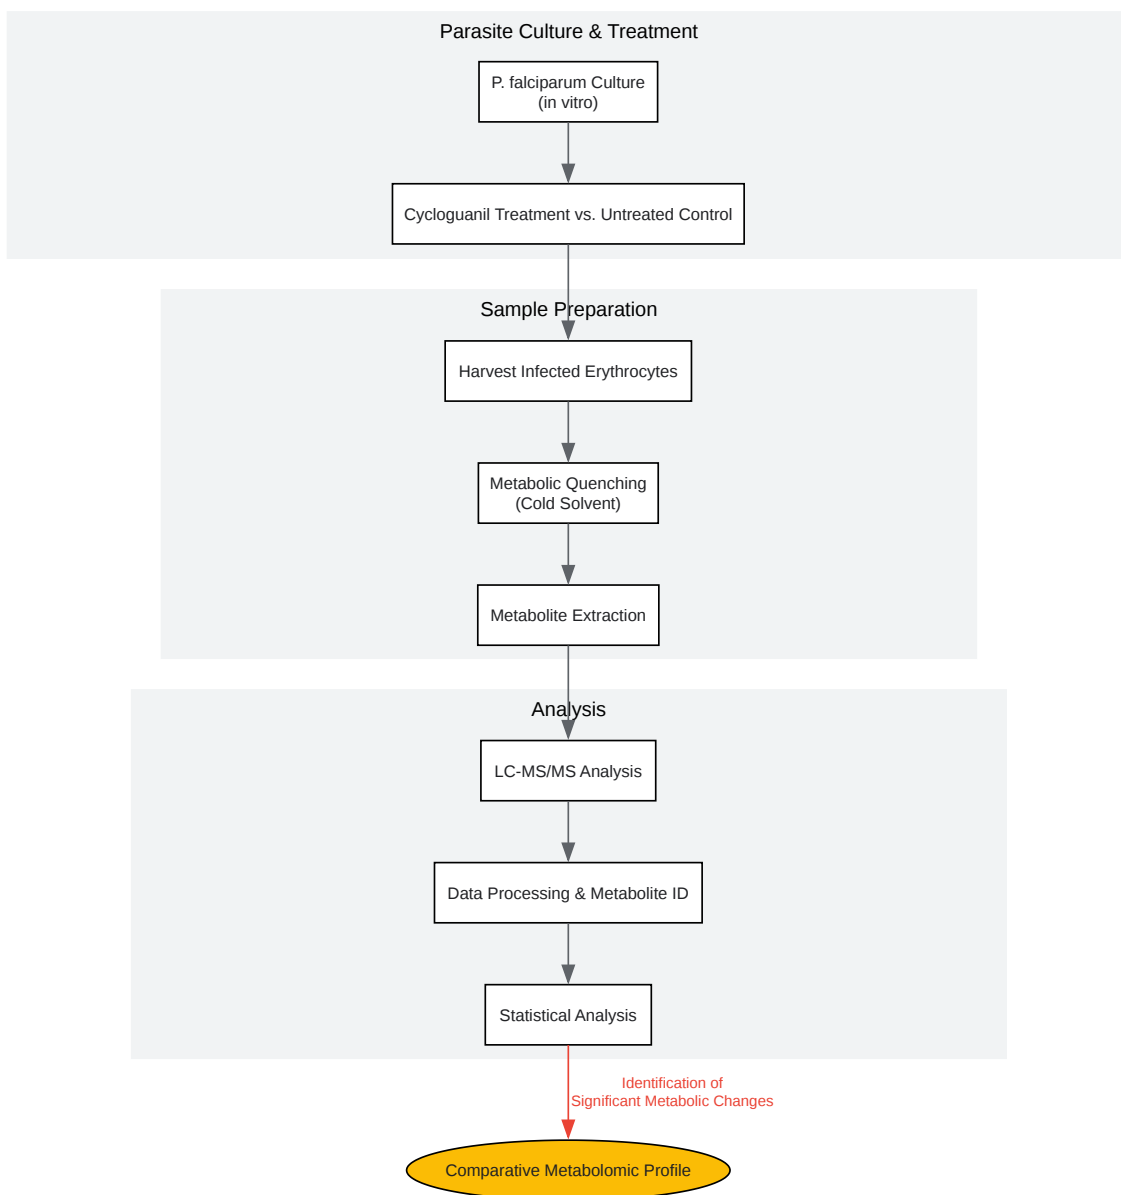 Parasite Culture & Treatment
P. falciparum Culture
(in vitro)
Cycloguanil Treatment vs. Untreated Control
Sample Preparation
Harvest Infected Erythrocytes
Metabolic Quenching
(Cold Solvent)
Metabolite Extraction
Analysis
LC-MS/MS Analysis
Data Processing & Metabolite ID
Statistical Analysis
Identification of
Significant Metabolic Changes
Comparative Metabolomic Profile